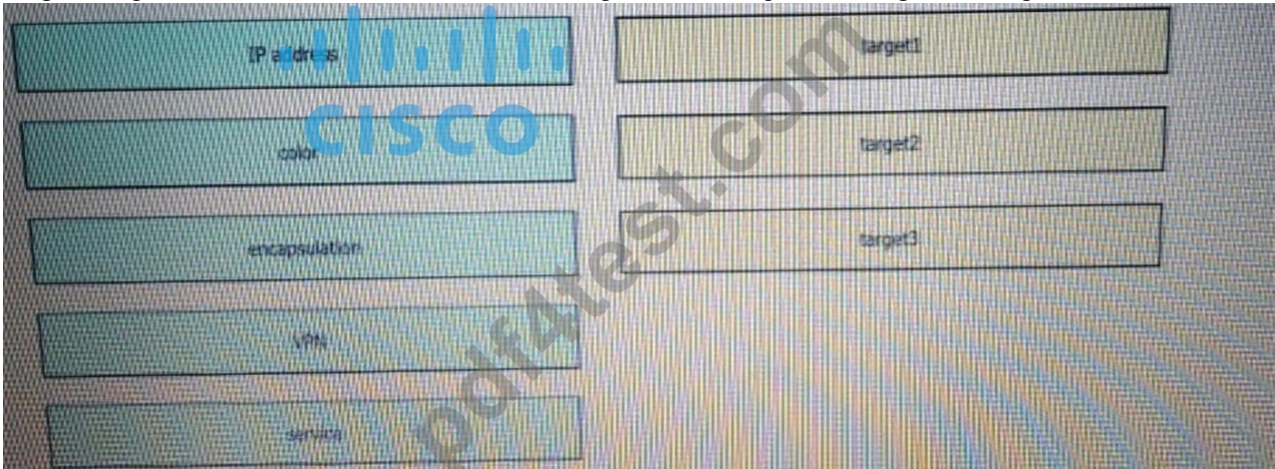 IP address
target1
CISCO
color
target2
encapsulation
target3
VPN
service
pdf4test.com